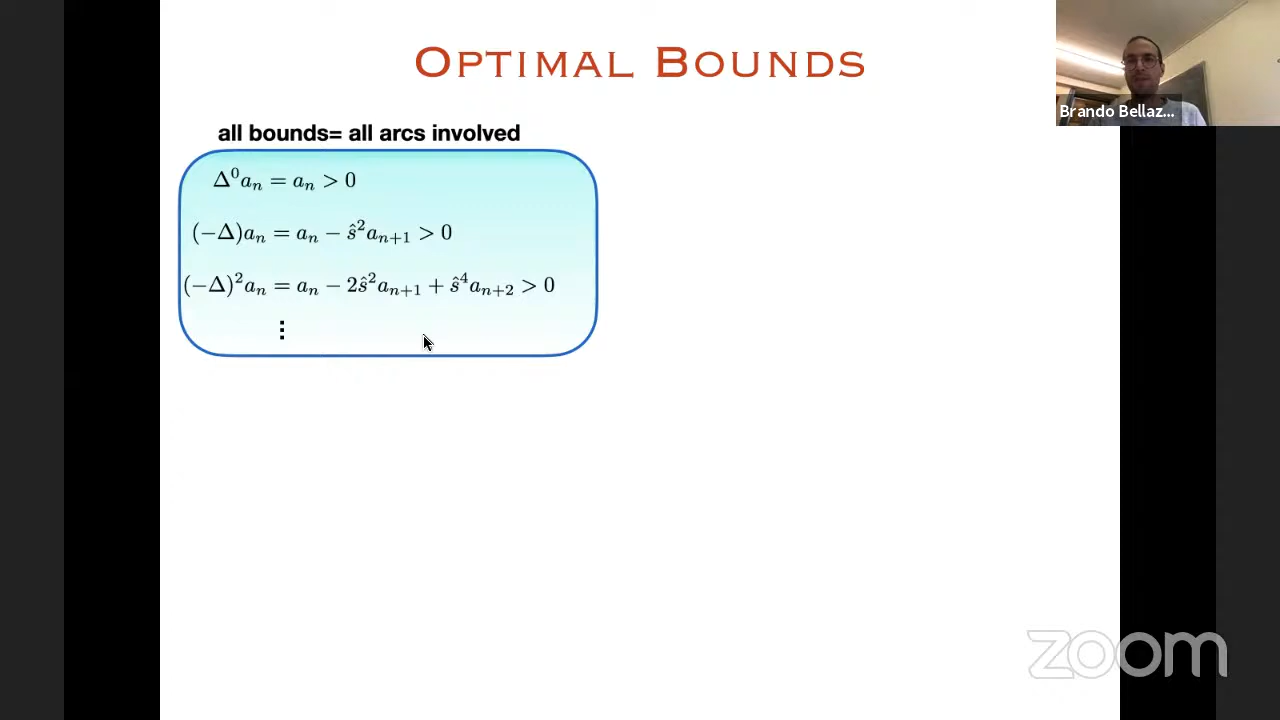 OPTIMAL BOUNDS
Brando Bellaz...
all bounds= all arcs involved
Δ⁰aₙ = aₙ > 0
(−Δ)aₙ = aₙ − ŝ²aₙ₊₁ > 0
(−Δ)²aₙ = aₙ − 2ŝ²aₙ₊₁ + ŝ⁴aₙ₊₂ > 0
⋮
zoom